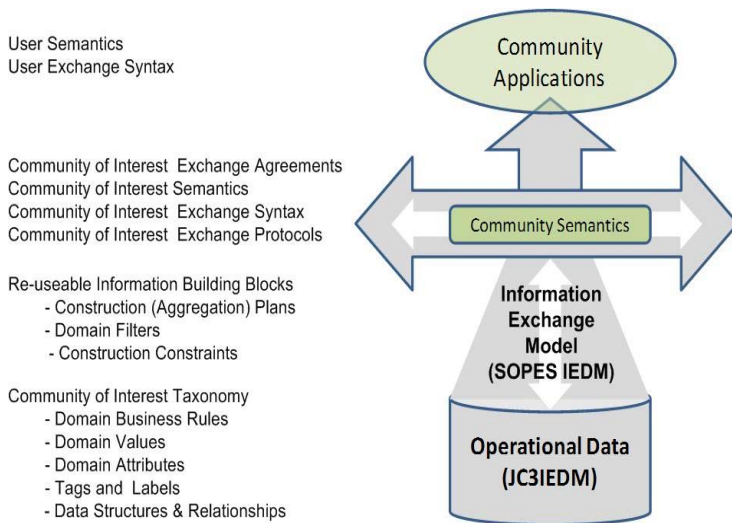 User Semantics
User Exchange Syntax
Community
Applications
Community of Interest Exchange Agreements
Community of Interest Semantics
Community of Interest Exchange Syntax
Community of Interest Exchange Protocols
Community Semantics
Re-useable Information Building Blocks
- Construction (Aggregation) Plans
- Domain Filters
- Construction Constraints
Information
Exchange
Model
(SOPES IEDM)
Community of Interest Taxonomy
- Domain Business Rules
- Domain Values
- Domain Attributes
- Tags and Labels
- Data Structures & Relationships
Operational Data
(JC3IEDM)